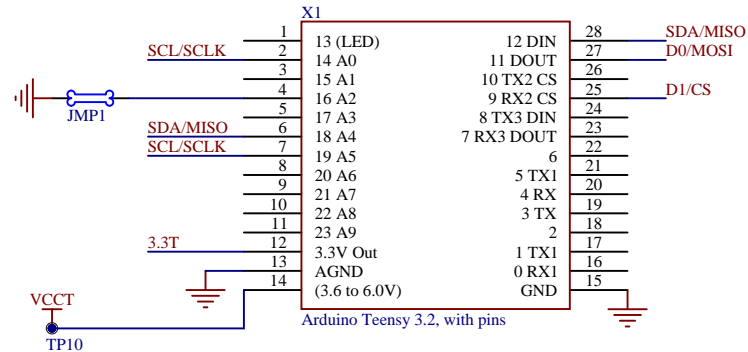 X1
1 13 (LED) 12 DIN 28 SDA/MISO
SCL/SCLK 2 14 A0 11 DOUT 27 D0/MOSI
3 15 A1 10 TX2 CS 26
4 16 A2 9 RX2 CS 25 D1/CS
JMP1
5 17 A3 8 TX3 DIN 24
SDA/MISO 6 18 A4 7 RX3 DOUT 23
SCL/SCLK 7 19 A5 6 22
8 20 A6 5 TX1 21
9 21 A7 4 RX 20
10 22 A8 3 TX 19
11 23 A9 2 18
3.3T 12 3.3V Out 1 TX1 17
13 AGND 0 RX1 16
14 (3.6 to 6.0V) GND 15
VCCT
Arduino Teensy 3.2, with pins
TP10